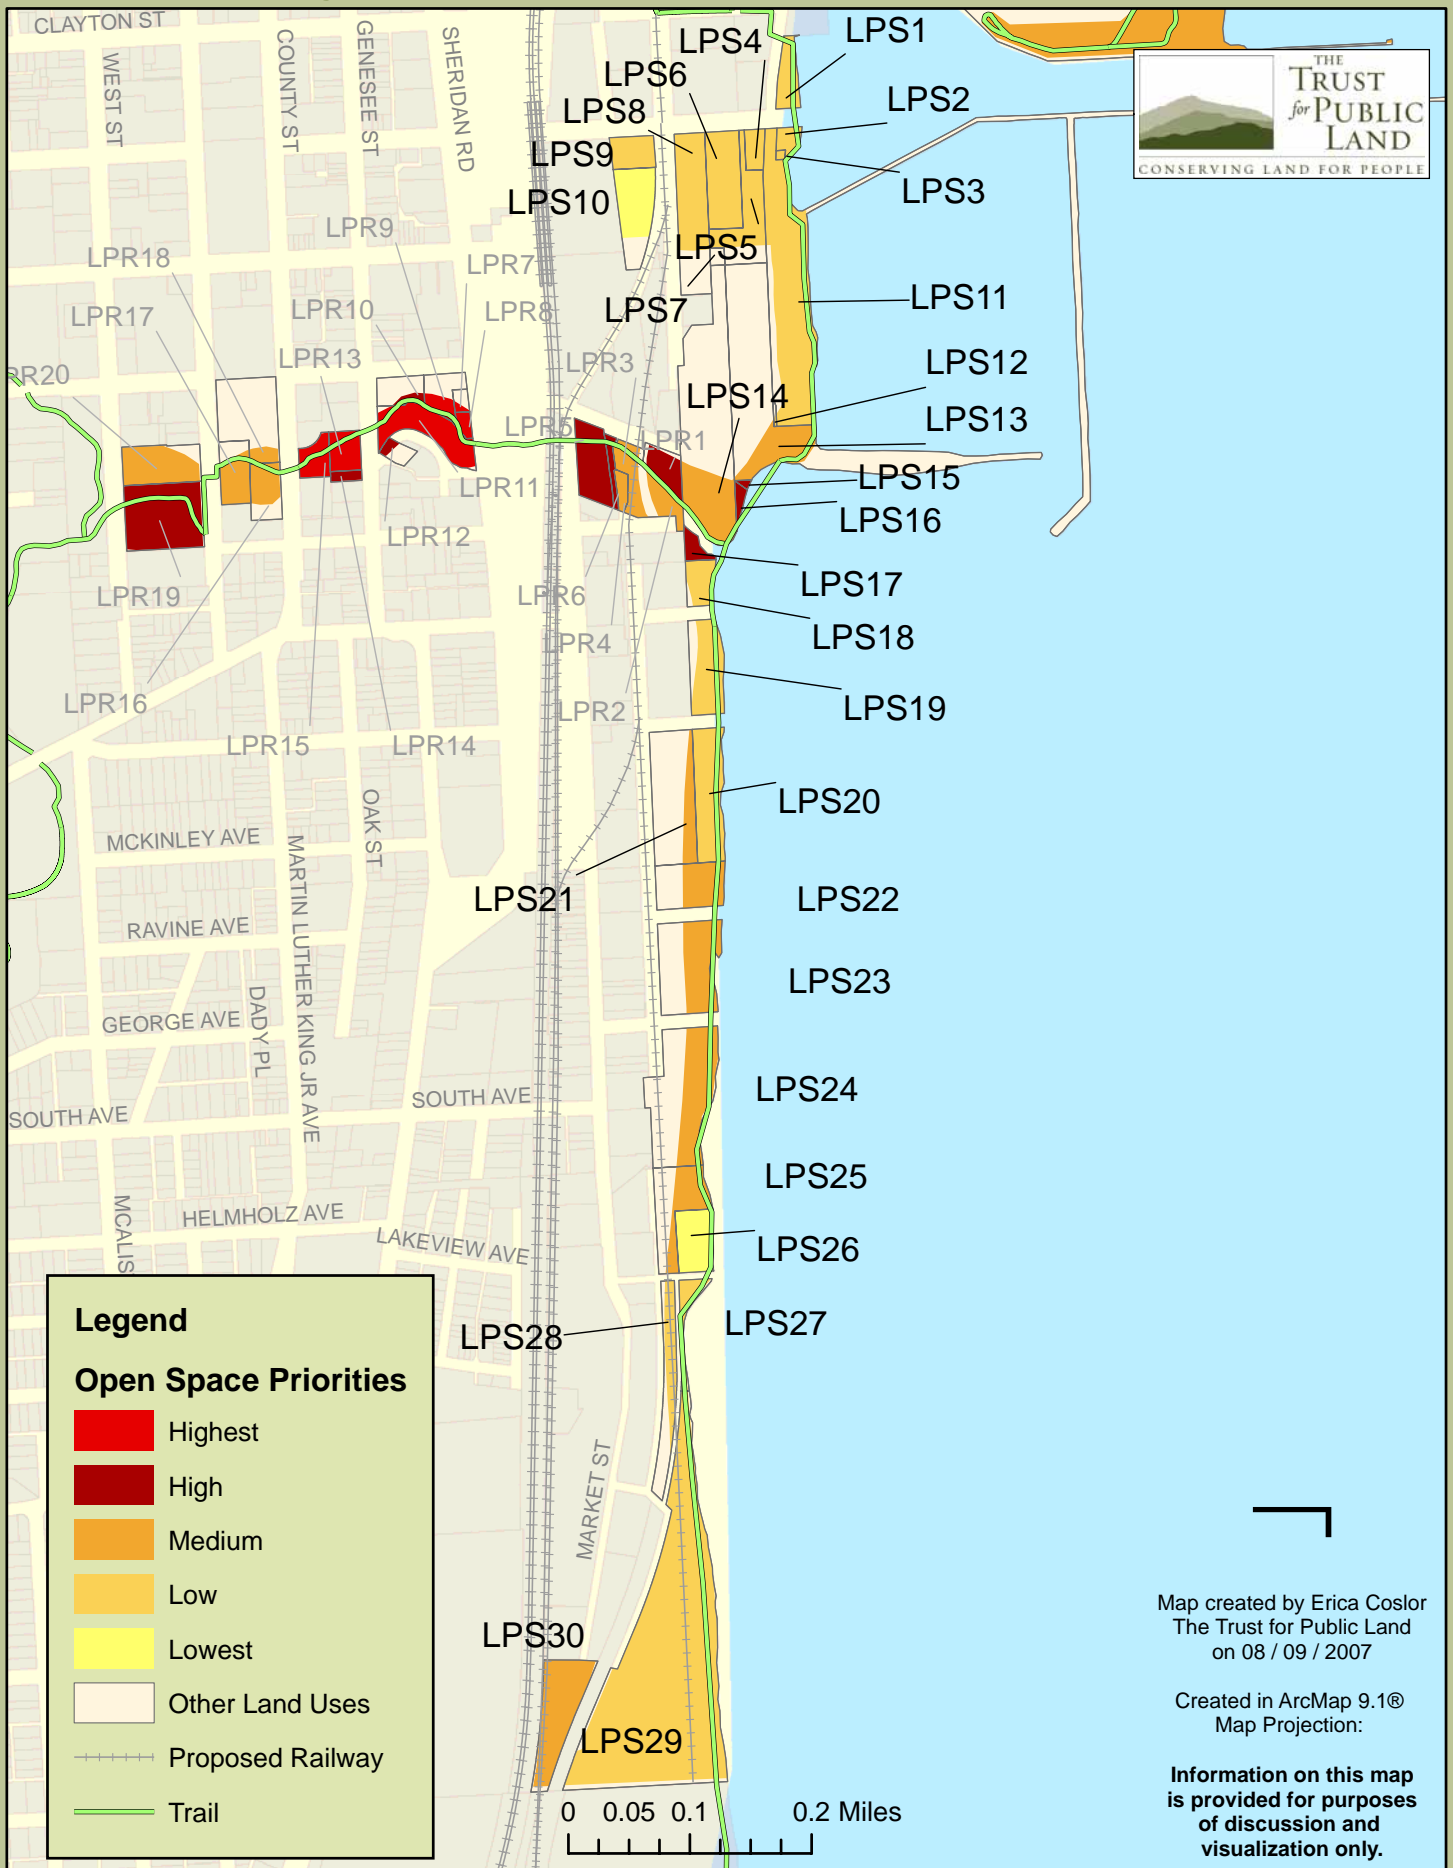 CLAYTON ST
WEST ST
COUNTY ST
GENESEE ST
SHERIDAN RD
LPS4
LPS1
LPS6
LPS8
LPS2
LPS9
LPS10
LPS3
THE
TRUST
for PUBLIC
LAND
CONSERVING LAND FOR PEOPLE
LPR9
LPR18
LPR7
LPS5
LPR17
LPR10
LPR8
LPS7
LPS11
LPR13
LPR3
PR20
LPS12
LPS14
LPR5
LPR1
LPS13
LPR11
LPS15
LPS16
LPR12
LPR19
LPR6
LPS17
LPR4
LPS18
LPR16
LPR2
LPS19
LPR15
LPR14
OAK ST
LPS20
MCKINLEY AVE
MARTIN LUTHER KING JR AVE
LPS21
LPS22
RAVINE AVE
LPS23
DADY PL
GEORGE AVE
LPS24
SOUTH AVE
SOUTH AVE
LPS25
MCALIS
HELMHOLZ AVE
LAKEVIEW AVE
LPS26
LPS28
LPS27
Legend
Open Space Priorities
Highest
High
Medium
Low
Lowest
Other Land Uses
Proposed Railway
Trail
MARKET ST
LPS30
LPS29
0 0.05 0.1 0.2 Miles
Map created by Erica Coslor
The Trust for Public Land
on 08 / 09 / 2007
Created in ArcMap 9.1®
Map Projection:
Information on this map
is provided for purposes
of discussion and
visualization only.